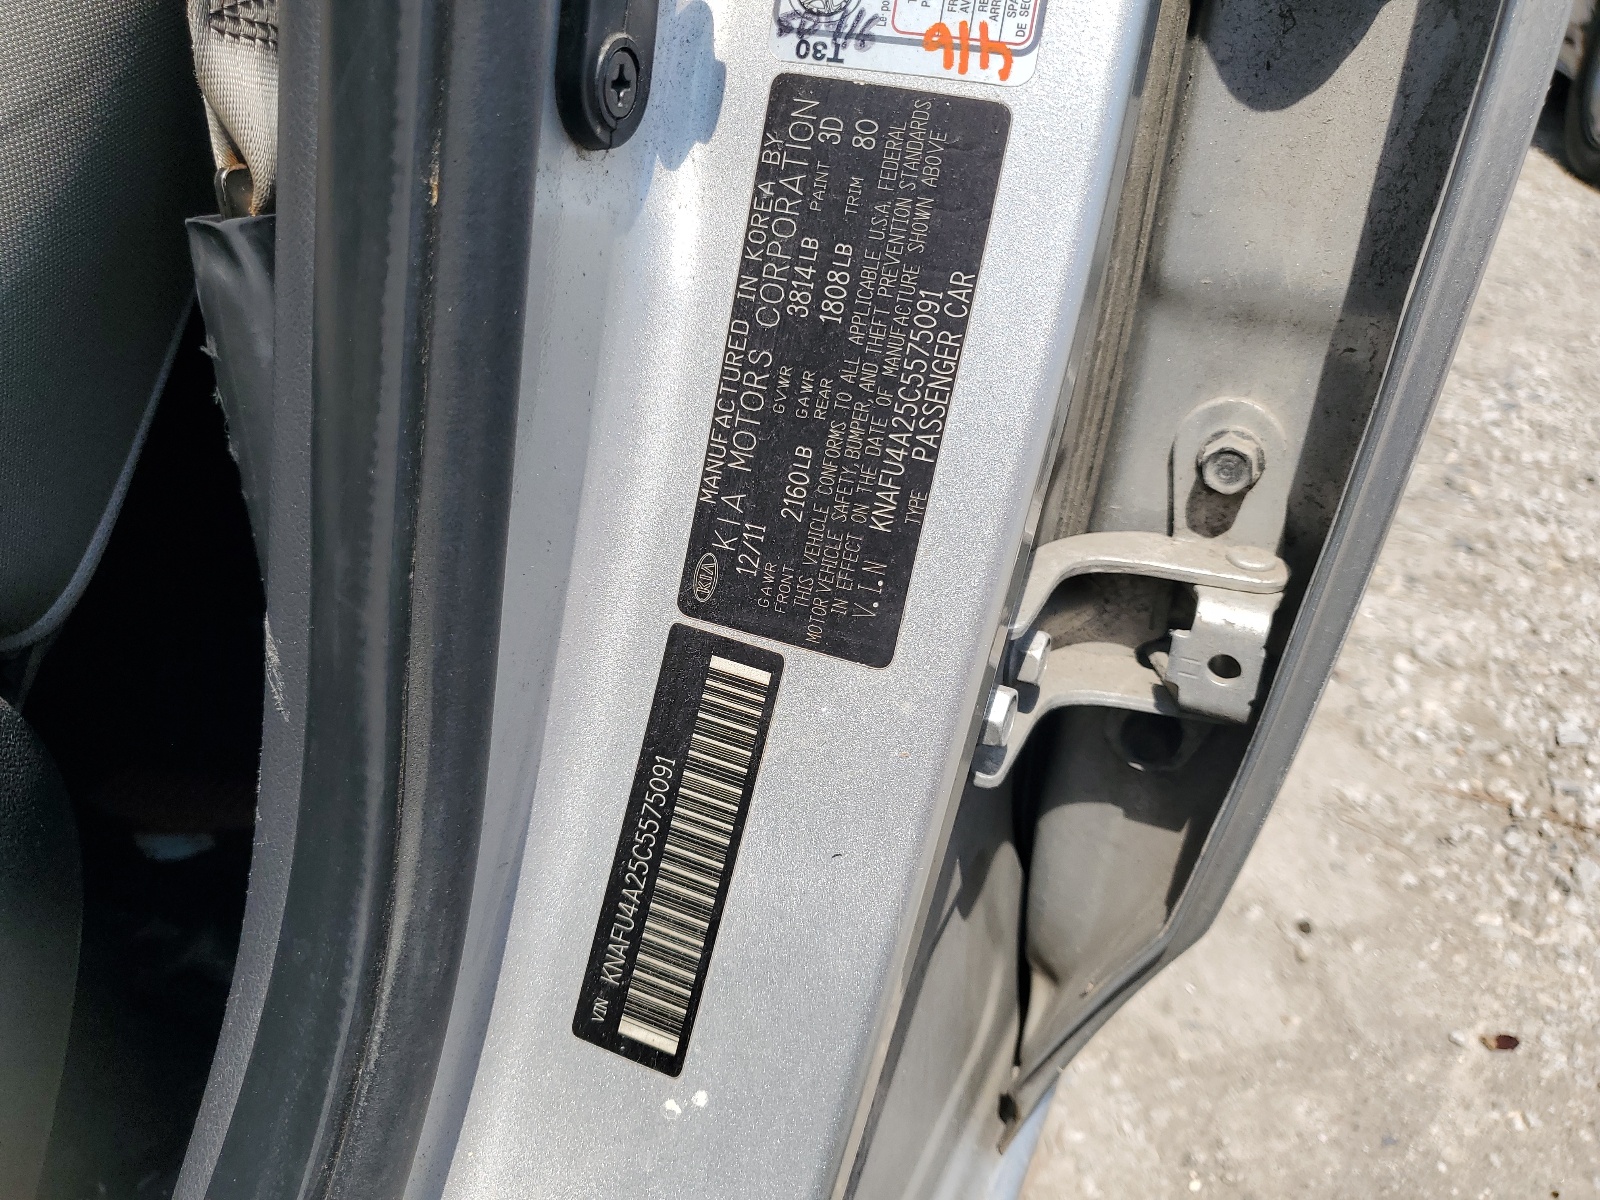 T30
9/15
KIA
MANUFACTURED IN KOREA BY
KIA MOTORS CORPORATION
12/11 GVWR 3814LB PAINT 3D
GAWR FRONT 2160LB GAWR REAR 1808LB TRIM 80
THIS VEHICLE CONFORMS TO ALL APPLICABLE U.S.A. FEDERAL
MOTOR VEHICLE SAFETY, BUMPER, AND THEFT PREVENTION STANDARDS
IN EFFECT ON THE DATE OF MANUFACTURE SHOWN ABOVE
V.I.N KNAFU4A25C5575091
TYPE PASSENGER CAR
VIN KNAFU4A25C5575091